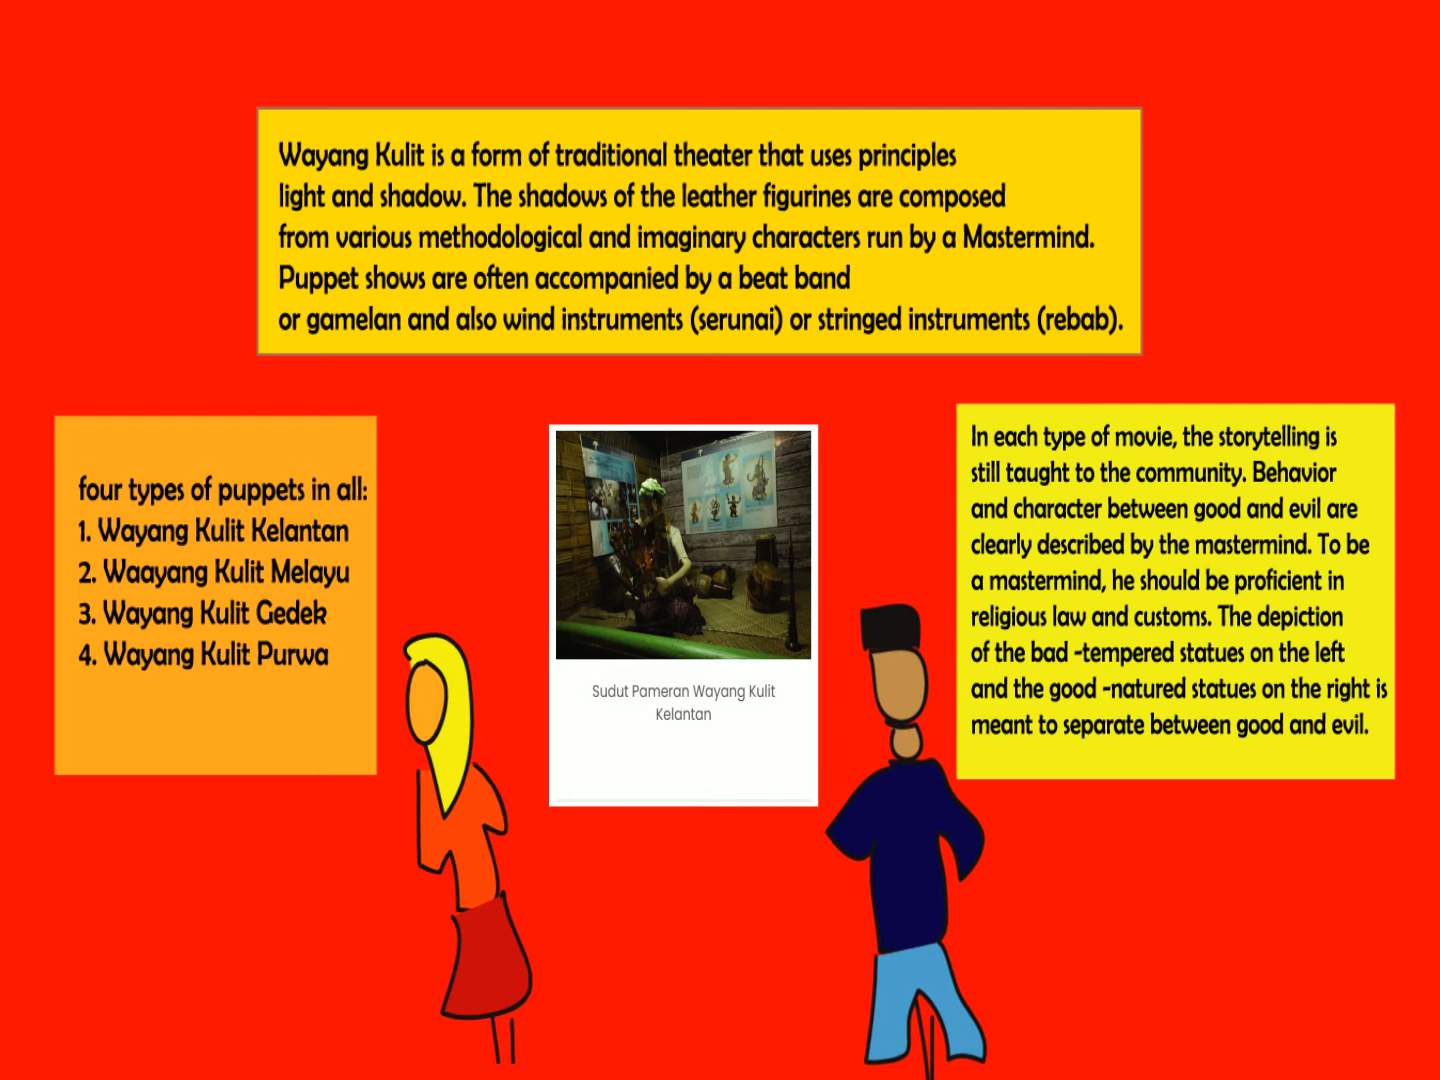 Wayang Kulit is a form of traditional theater that uses principles
light and shadow. The shadows of the leather figurines are composed
from various methodological and imaginary characters run by a Mastermind.
Puppet shows are often accompanied by a beat band
or gamelan and also wind instruments (serunai) or stringed instruments (rebab).
four types of puppets in all:
1. Wayang Kulit Kelantan
2. Waayang Kulit Melayu
3. Wayang Kulit Gedek
4. Wayang Kulit Purwa
Sudut Pameran Wayang Kulit
Kelantan
In each type of movie, the storytelling is
still taught to the community. Behavior
and character between good and evil are
clearly described by the mastermind. To be
a mastermind, he should be proficient in
religious law and customs. The depiction
of the bad -tempered statues on the left
and the good -natured statues on the right is
meant to separate between good and evil.